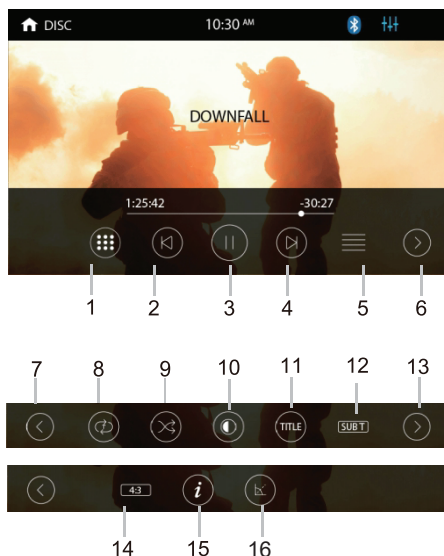 DISC 10:30 AM
DOWNFALL
1:25:42 -30:27
1 2 3 4 5 6
7 8 9 10 11 12 13
TITLE SUB T
4:3 i
14 15 16